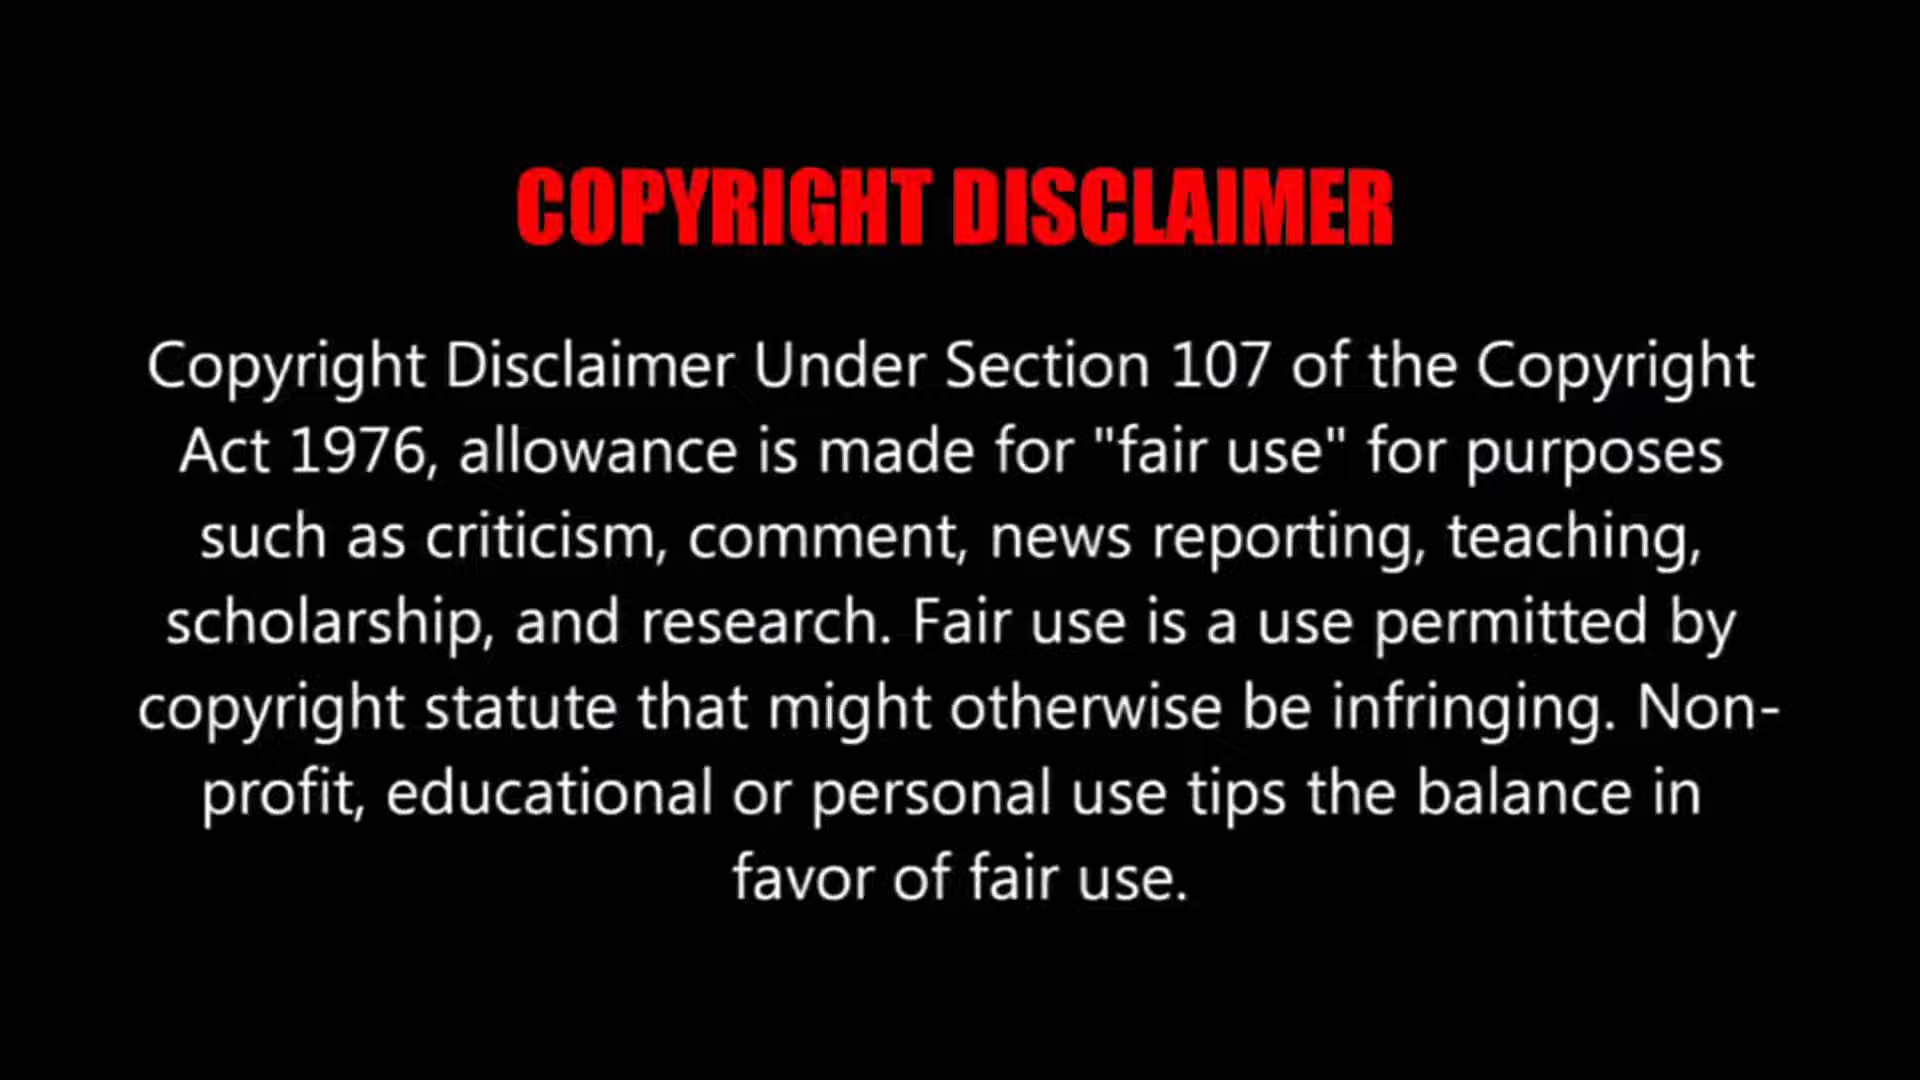 COPYRIGHT DISCLAIMER
Copyright Disclaimer Under Section 107 of the Copyright
Act 1976, allowance is made for "fair use" for purposes
such as criticism, comment, news reporting, teaching,
scholarship, and research. Fair use is a use permitted by
copyright statute that might otherwise be infringing. Non-
profit, educational or personal use tips the balance in
favor of fair use.